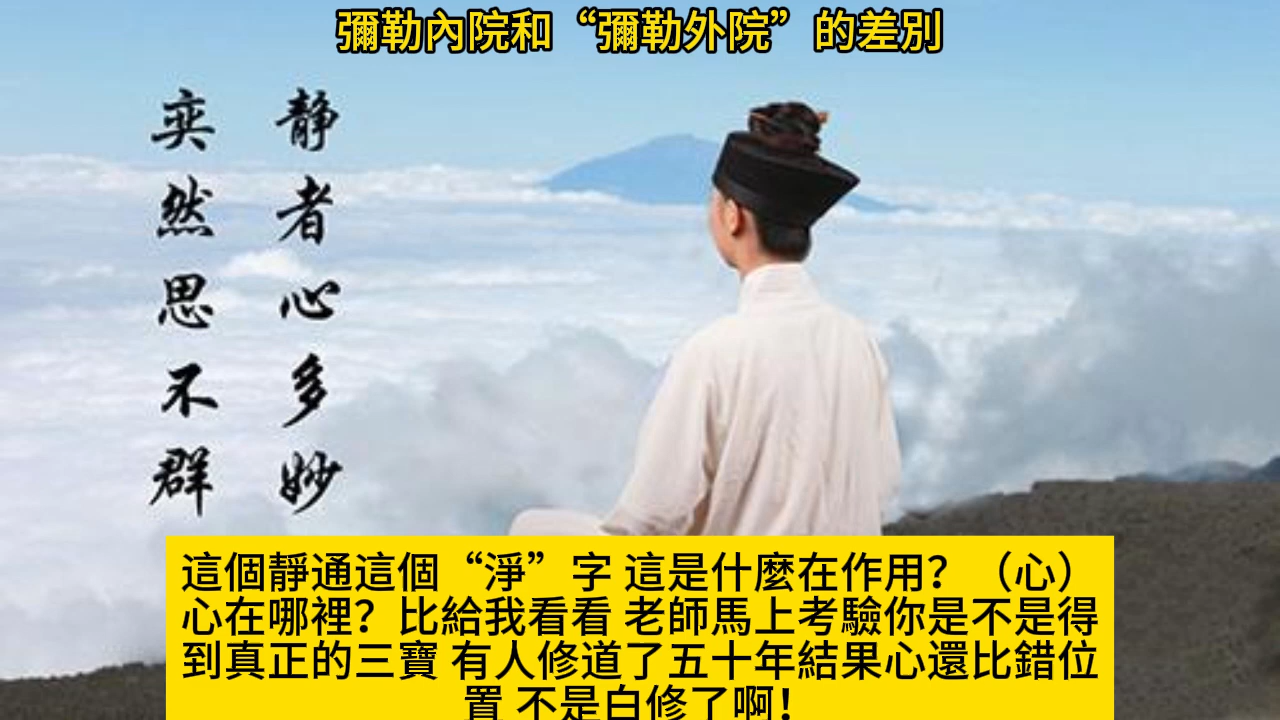 彌勒內院和“彌勒外院”的差別
靜者心多妙
奕然思不群
這個靜通這個“淨”字 這是什麼在作用？（心）
心在哪裡？比給我看看 老師馬上考驗你是不是得
到真正的三寶 有人修道了五十年結果心還比錯位
置 不是白修了啊！